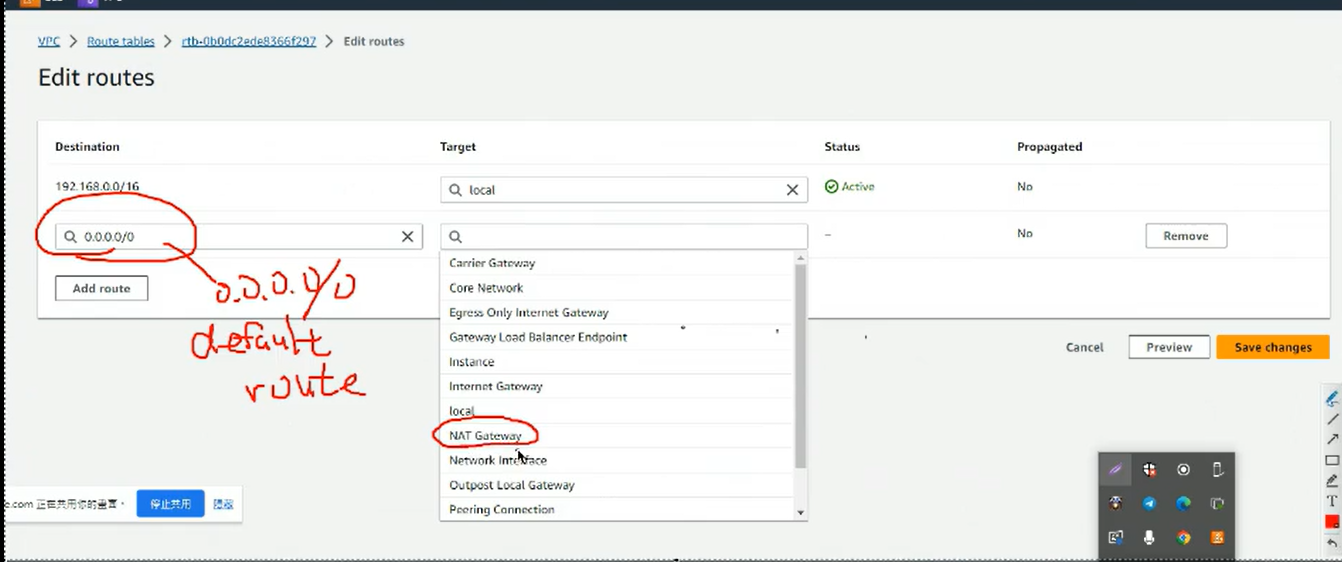 VPC > Route tables > rtb-0b0dc2ede8366f297 > Edit routes
Edit routes
Destination Target Status Propagated
192.168.0.0/16 local Active No
0.0.0.0/0 – No Remove
Carrier Gateway
Add route Core Network
0.0.0.0/0
Egress Only Internet Gateway
default
Gateway Load Balancer Endpoint
Cancel Preview Save changes
Instance
route
Internet Gateway
local
NAT Gateway
Network Interface
Outpost Local Gateway
e.com 正在共用你的畫面。 停止共用 隱藏
Peering Connection
T